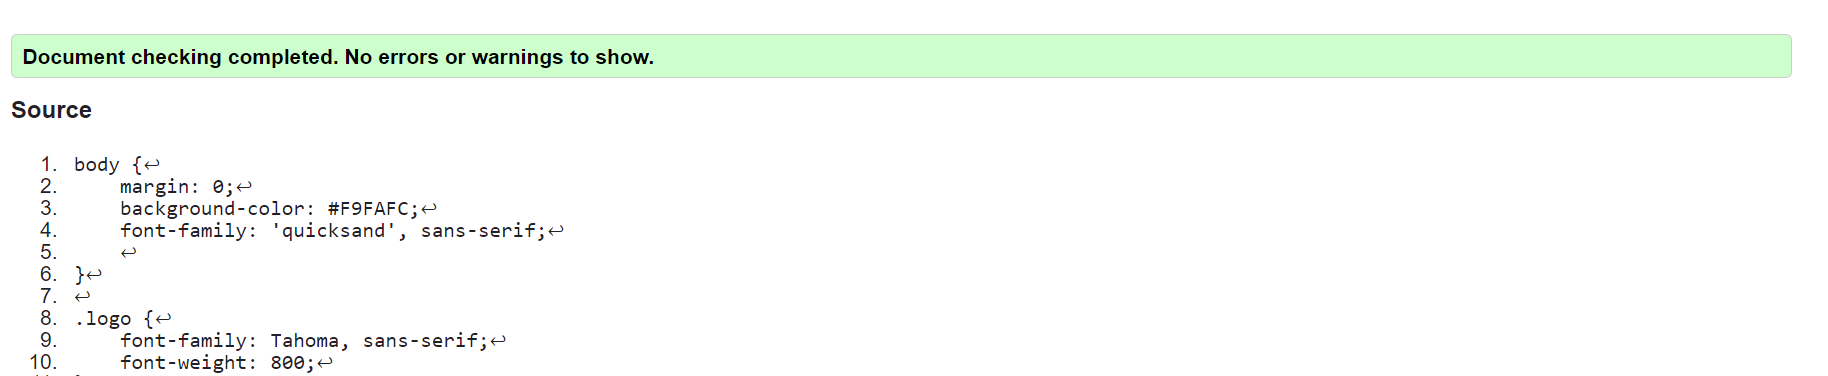 Document checking completed. No errors or warnings to show.
Source
1. body {↩
2.     margin: 0;↩
3.     background-color: #F9FAFC;↩
4.     font-family: 'quicksand', sans-serif;↩
5.     ↩
6. }↩
7. ↩
8. .logo {↩
9.     font-family: Tahoma, sans-serif;↩
10.     font-weight: 800;↩